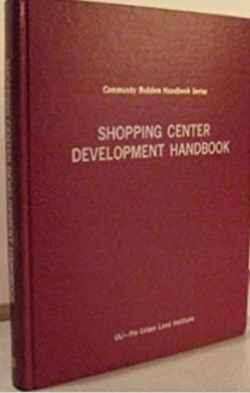 Community Builders Handbook Series
SHOPPING CENTER
DEVELOPMENT HANDBOOK
ULI-the Urban Land Institute
SHOPPING CENTER DEVELOPMENT HANDBOOK